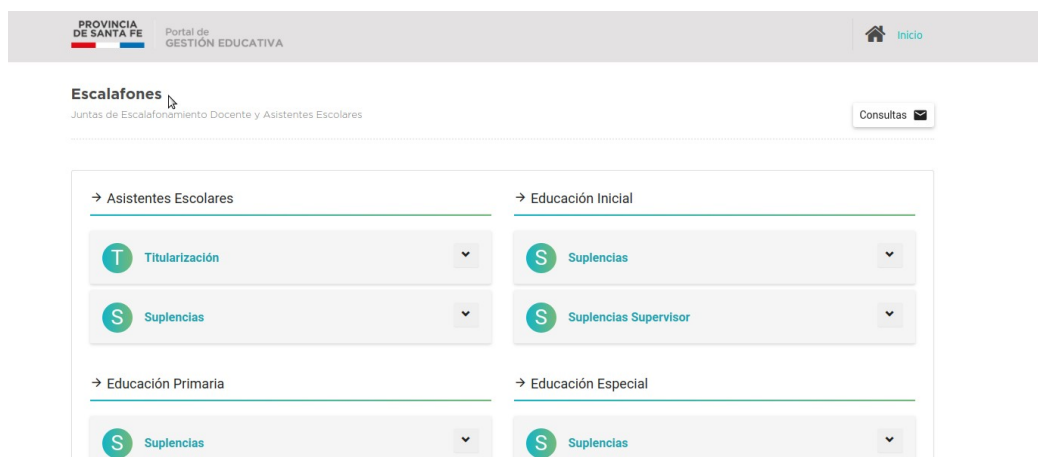 PROVINCIA
DE SANTA FE
Portal de
GESTIÓN EDUCATIVA
Inicio
Escalafones
Juntas de Escalafonamiento Docente y Asistentes Escolares
Consultas
→ Asistentes Escolares
T Titularización
S Suplencias
→ Educación Inicial
S Suplencias
S Suplencias Supervisor
→ Educación Primaria
S Suplencias
→ Educación Especial
S Suplencias